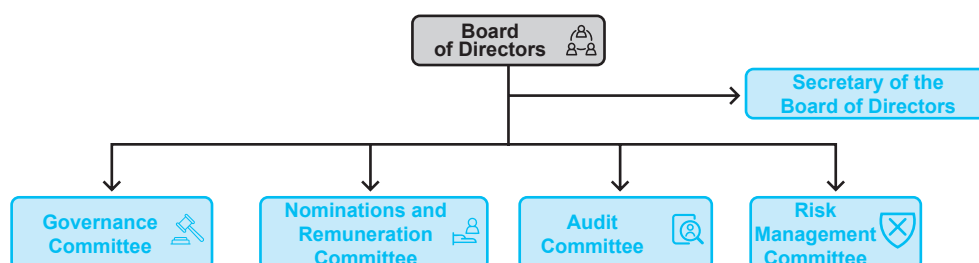 Board
of Directors
Secretary of the
Board of Directors
Governance
Committee
Nominations and
Remuneration
Committee
Audit
Committee
Risk
Management
Committee